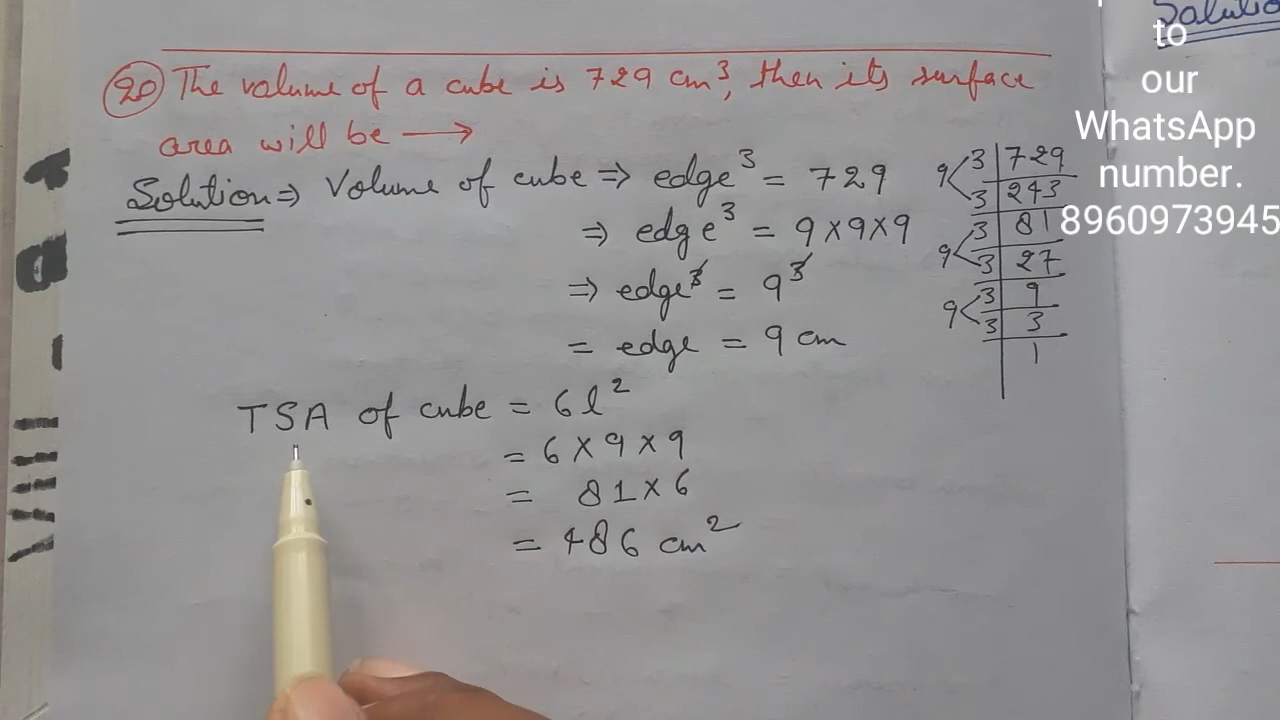 20 The volume of a cube is 729 cm³, then its surface
area will be →
Solution ⇒ Volume of cube ⇒ edge³ = 729
⇒ edge³ = 9×9×9
⇒ edge³ = 9³
= edge = 9 cm
TSA of cube = 6l²
= 6×9×9
= 81×6
= 486 cm²
9 3 729
3 243
9 3 81
3 27
9 3 9
3 3
1
Solutio
to
our
WhatsApp
number.
8960973945